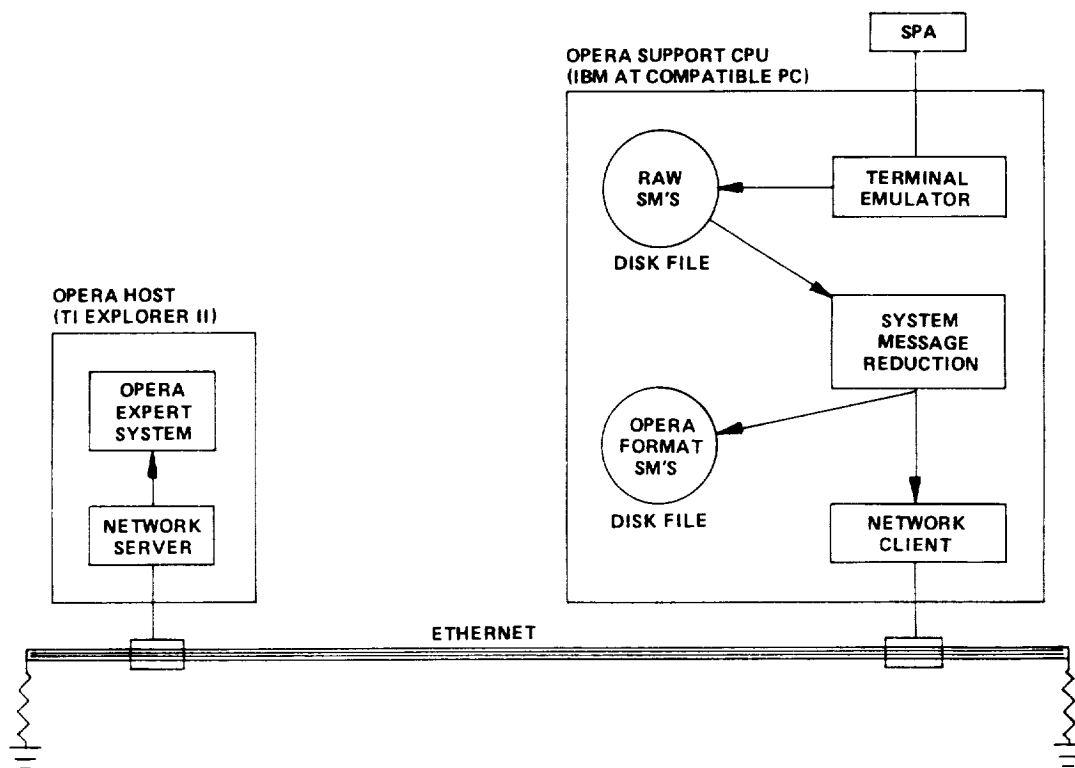 SPA
OPERA SUPPORT CPU
(IBM AT COMPATIBLE PC)
RAW
SM'S
DISK FILE
TERMINAL
EMULATOR
SYSTEM
MESSAGE
REDUCTION
OPERA
FORMAT
SM'S
DISK FILE
NETWORK
CLIENT
OPERA HOST
(TI EXPLORER II)
OPERA
EXPERT
SYSTEM
NETWORK
SERVER
ETHERNET